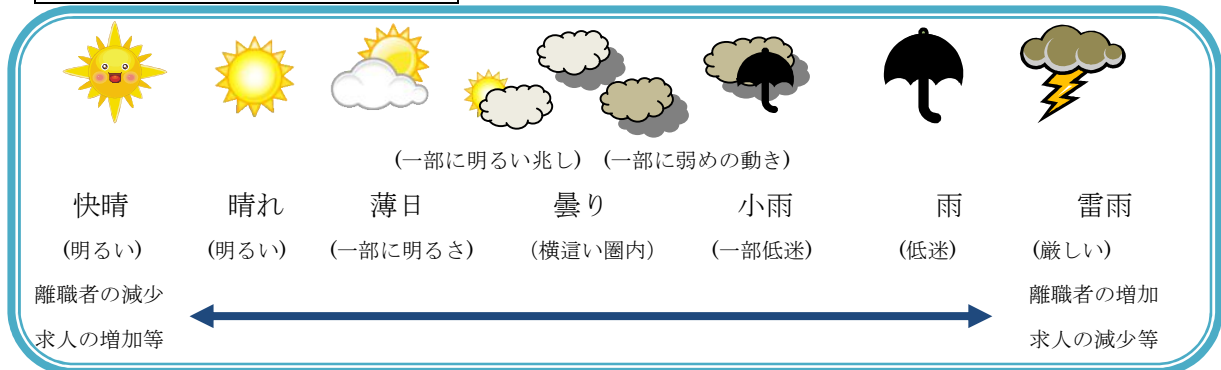 (一部に明るい兆し) (一部に弱めの動き)
快晴 晴れ 薄日 曇り 小雨 雨 雷雨
(明るい) (明るい) (一部に明るさ) (横這い圏内) (一部低迷) (低迷) (厳しい)
離職者の減少 離職者の増加
求人の増加等 求人の減少等